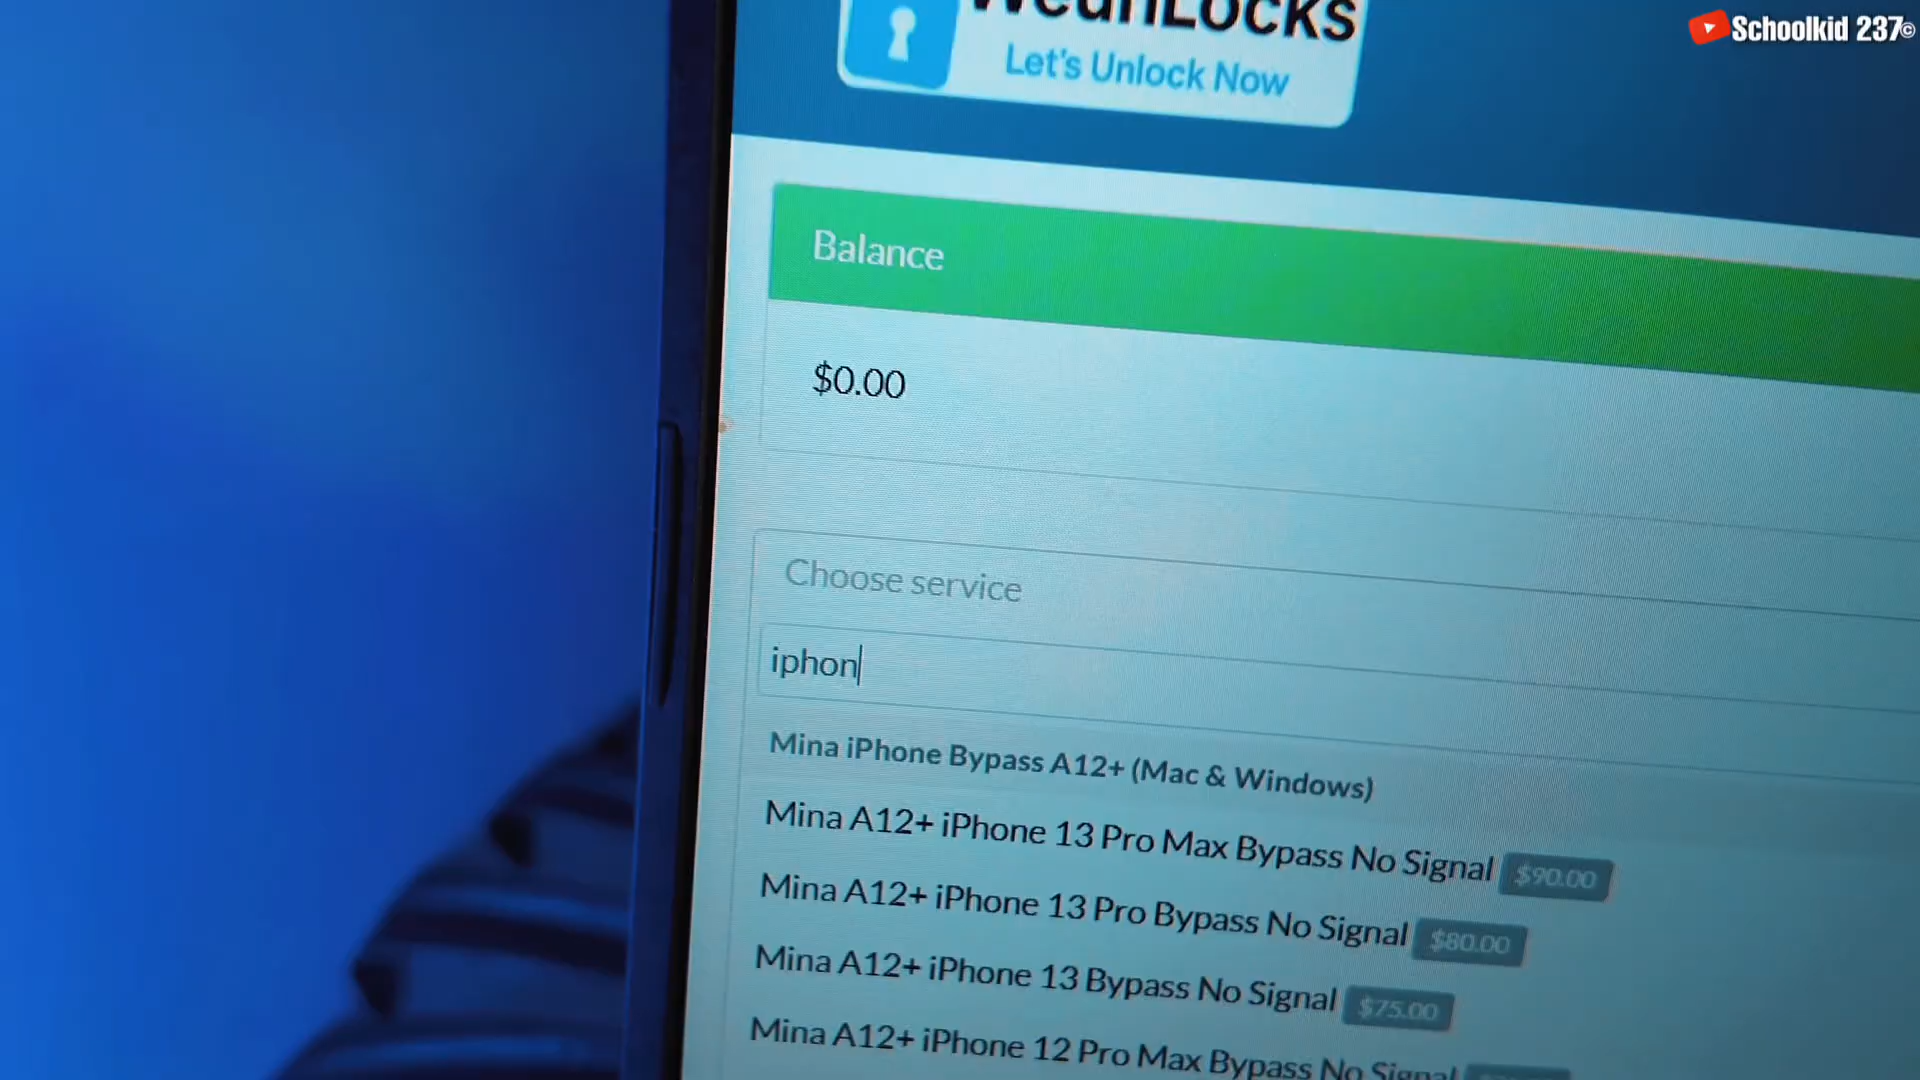 Schoolkid 237©
Let's Unlock Now
Balance
$0.00
Choose service
iphon
Mina iPhone Bypass A12+ (Mac & Windows)
Mina A12+ iPhone 13 Pro Max Bypass No Signal $90.00
Mina A12+ iPhone 13 Pro Bypass No Signal $80.00
Mina A12+ iPhone 13 Bypass No Signal $75.00
Mina A12+ iPhone 12 Pro Max Bypass No Signal